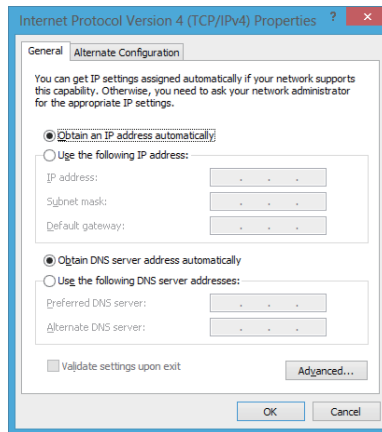 Internet Protocol Version 4 (TCP/IPv4) Properties ? ×
General Alternate Configuration
You can get IP settings assigned automatically if your network supports
this capability. Otherwise, you need to ask your network administrator
for the appropriate IP settings.
Obtain an IP address automatically
Use the following IP address:
IP address: . . .
Subnet mask: . . .
Default gateway: . . .
Obtain DNS server address automatically
Use the following DNS server addresses:
Preferred DNS server: . . .
Alternate DNS server: . . .
Validate settings upon exit
Advanced...
OK Cancel